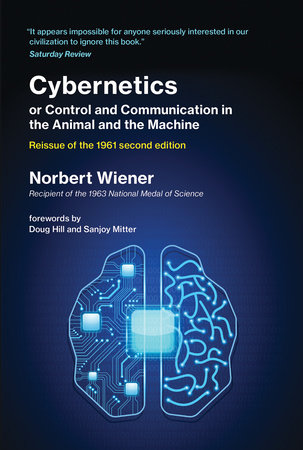 “It appears impossible for anyone seriously interested in our
civilization to ignore this book.”
Saturday Review
Cybernetics
or Control and Communication in
the Animal and the Machine
Reissue of the 1961 second edition
Norbert Wiener
Recipient of the 1963 National Medal of Science
forewords by
Doug Hill and Sanjoy Mitter